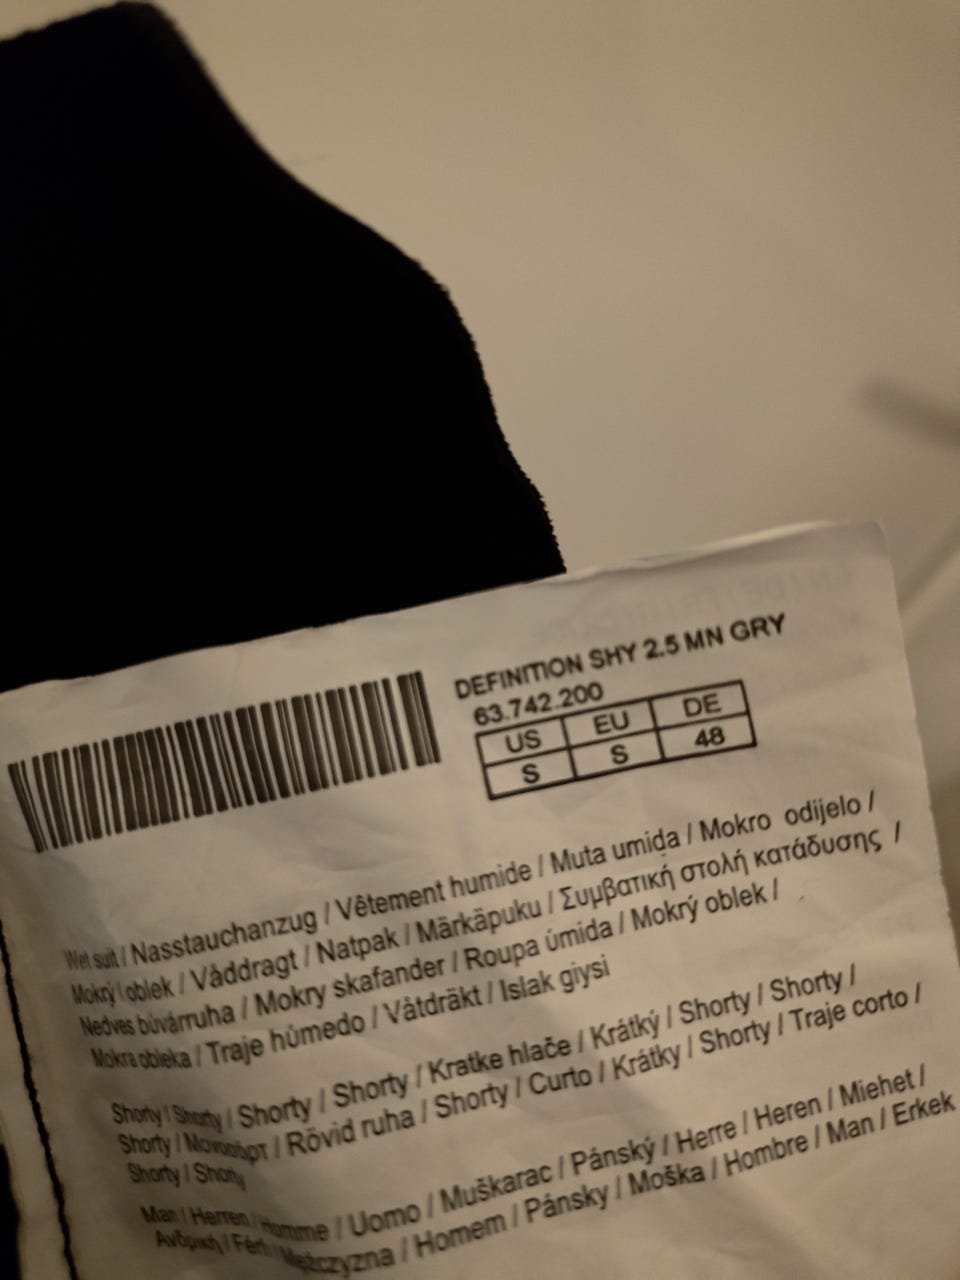 DEFINITION SHY 2.5 MN GRY
63.742.200
US EU DE
S S 48
Wet suit / Nasstauchanzug / Vêtement humide / Muta umida / Mokro odijelo /
Mokrý oblek / Våddragt / Natpak / Märkäpuku / Συμβατική στολή κατάδυσης /
Nedves búvárruha / Mokry skafander / Roupa úmida / Mokrý oblek /
Mokra obleka / Traje húmedo / Våtdräkt / Islak giysi
Shorty / Shorty / Shorty / Shorty / Kratke hlače / Krátký / Shorty / Shorty /
Shorty / Μονοσόρτ / Rövid ruha / Shorty / Curto / Krátky / Shorty / Traje corto /
Shorty / Shorty
Man / Herren / Homme / Uomo / Muškarac / Pánský / Herre / Heren / Miehet /
Ανδρική / Férfi / Mężczyzna / Homem / Pánsky / Moška / Hombre / Man / Erkek